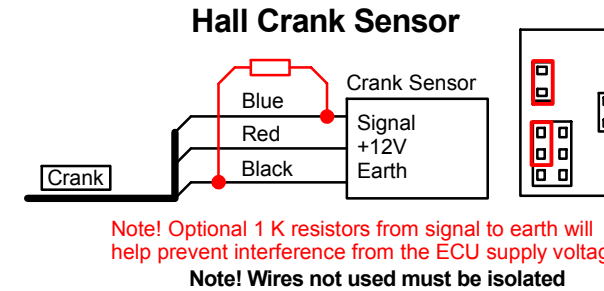 Hall Crank Sensor
Crank Sensor
Blue
Signal
Red
+12V
Black
Earth
Crank
Note! Optional 1 K resistors from signal to earth will
help prevent interference from the ECU supply voltag
Note! Wires not used must be isolated